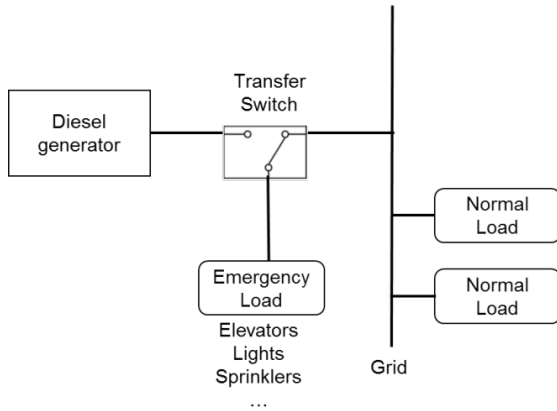 Transfer
Switch
Diesel
generator
Normal
Load
Emergency
Load
Normal
Load
Elevators
Lights
Sprinklers
...
Grid